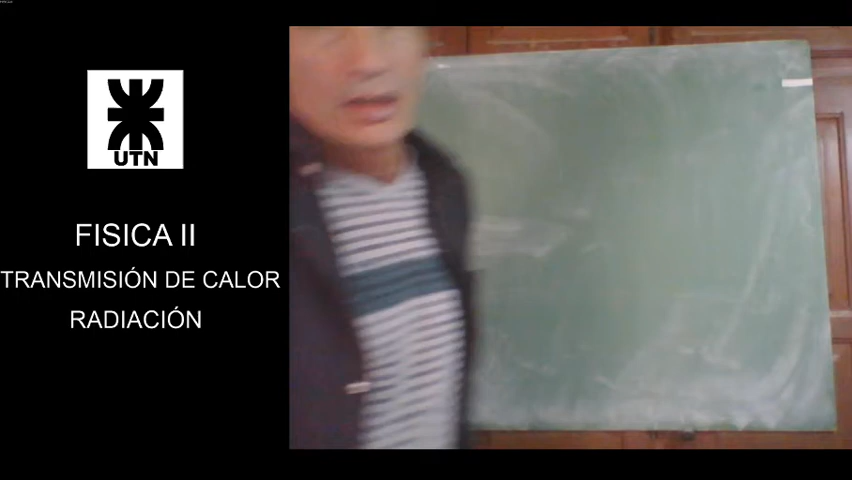 UTN
FISICA II
TRANSMISIÓN DE CALOR
RADIACIÓN